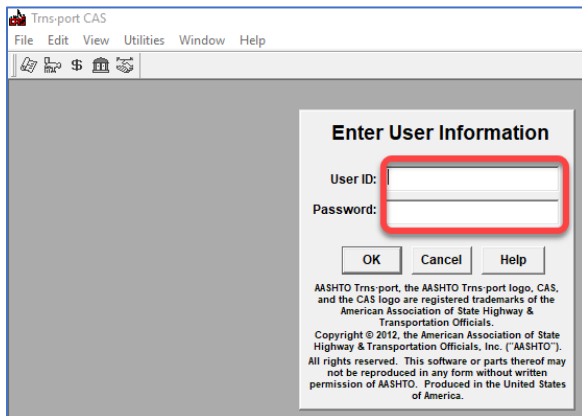 Trns·port CAS
File Edit View Utilities Window Help
$
Enter User Information
User ID:
Password:
OK Cancel Help
AASHTO Trns·port, the AASHTO Trns·port logo, CAS,
and the CAS logo are registered trademarks of the
American Association of State Highway &
Transportation Officials.
Copyright © 2012, the American Association of State
Highway & Transportation Officials, Inc. ("AASHTO").
All rights reserved. This software or parts thereof may
not be reproduced in any form without written
permission of AASHTO. Produced in the United States
of America.